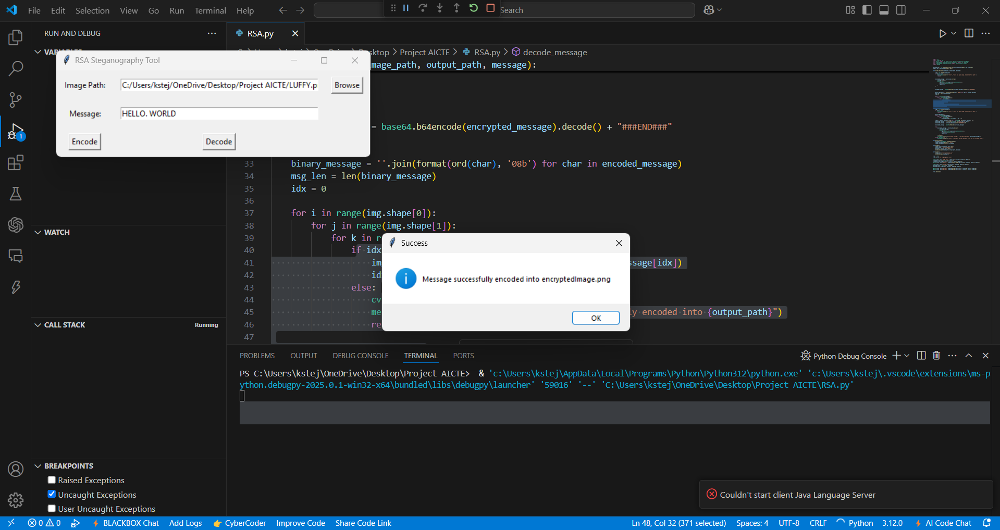 File Edit Selection View Go Run Terminal Help
Search
RUN AND DEBUG
RSA.py
Project AICTE > RSA.py > decode_message
RSA Steganography Tool
Image Path: C:/Users/kstej/OneDrive/Desktop/Project AICTE/LUFFY.p Browse
Message: HELLO. WORLD
Encode Decode
mage_path, output_path, message):
= base64.b64encode(encrypted_message).decode() + "###END###"
33 binary_message = ''.join(format(ord(char), '08b') for char in encoded_message)
34 msg_len = len(binary_message)
35 idx = 0
36
37 for i in range(img.shape[0]):
38 for j in range(img.shape[1]):
39 for k in r
40 if idx
41 im ssage[idx])
42 id
43 else:
44 cv
45 me y encoded into {output_path}")
46 re
47
Success
Message successfully encoded into encryptedImage.png
OK
WATCH
CALL STACK Running
BREAKPOINTS
Raised Exceptions
Uncaught Exceptions
User Uncaught Exceptions
PROBLEMS OUTPUT DEBUG CONSOLE TERMINAL PORTS
Python Debug Console
PS C:\Users\kstej\OneDrive\Desktop\Project AICTE> & 'c:\Users\kstej\AppData\Local\Programs\Python\Python312\python.exe' 'c:\Users\kstej\.vscode\extensions\ms-p
ython.debugpy-2025.0.1-win32-x64\bundled\libs\debugpy\launcher' '59016' '--' 'C:\Users\kstej\OneDrive\Desktop\Project AICTE\RSA.py'
Couldn't start client Java Language Server
0 0 BLACKBOX Chat Add Logs CyberCoder Improve Code Share Code Link
Ln 48, Col 32 (371 selected) Spaces: 4 UTF-8 CRLF Python 3.12.0 AI Code Chat
1